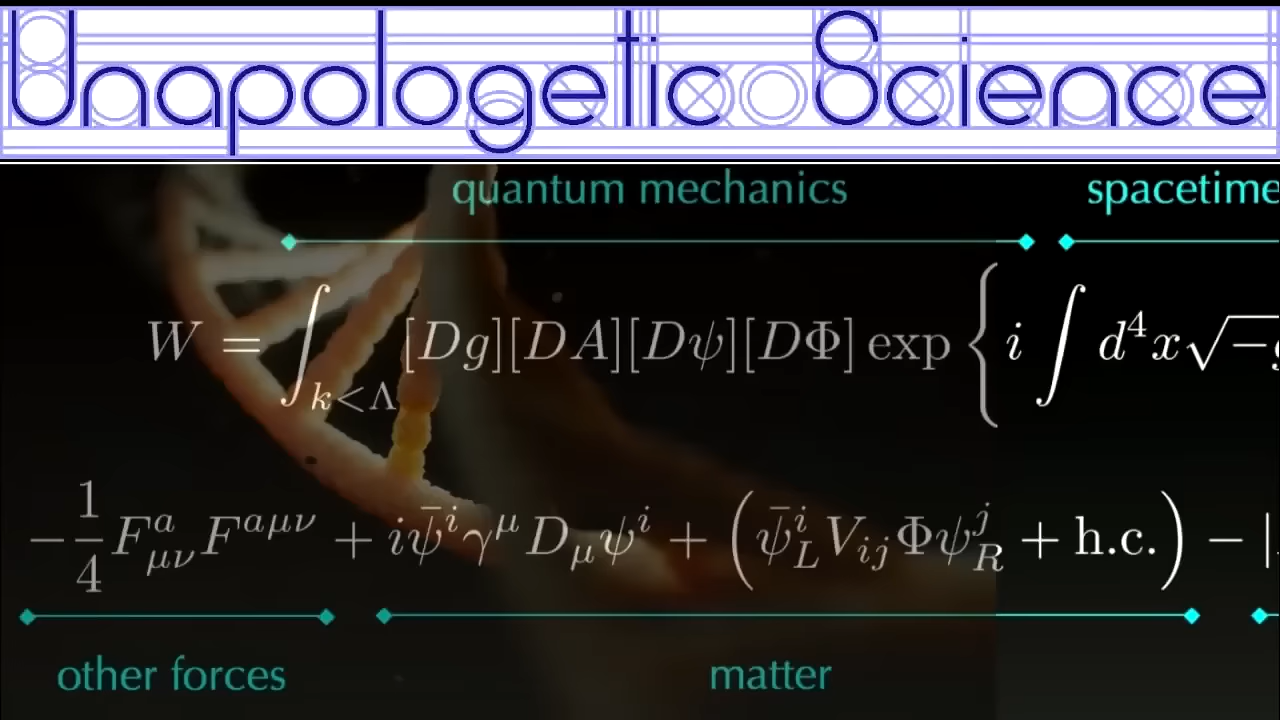 Unapologetic Science
quantum mechanics spacetime
W = ∫_{k<Λ} [Dg][DA][Dψ][DΦ] exp { i ∫ d⁴x √−g
− 1/4 F^a_{μν} F^{aμν} + i ψ̄^i γ^μ D_μ ψ^i + ( ψ̄^i_L V_{ij} Φ ψ^j_R + h.c. ) − |
other forces matter